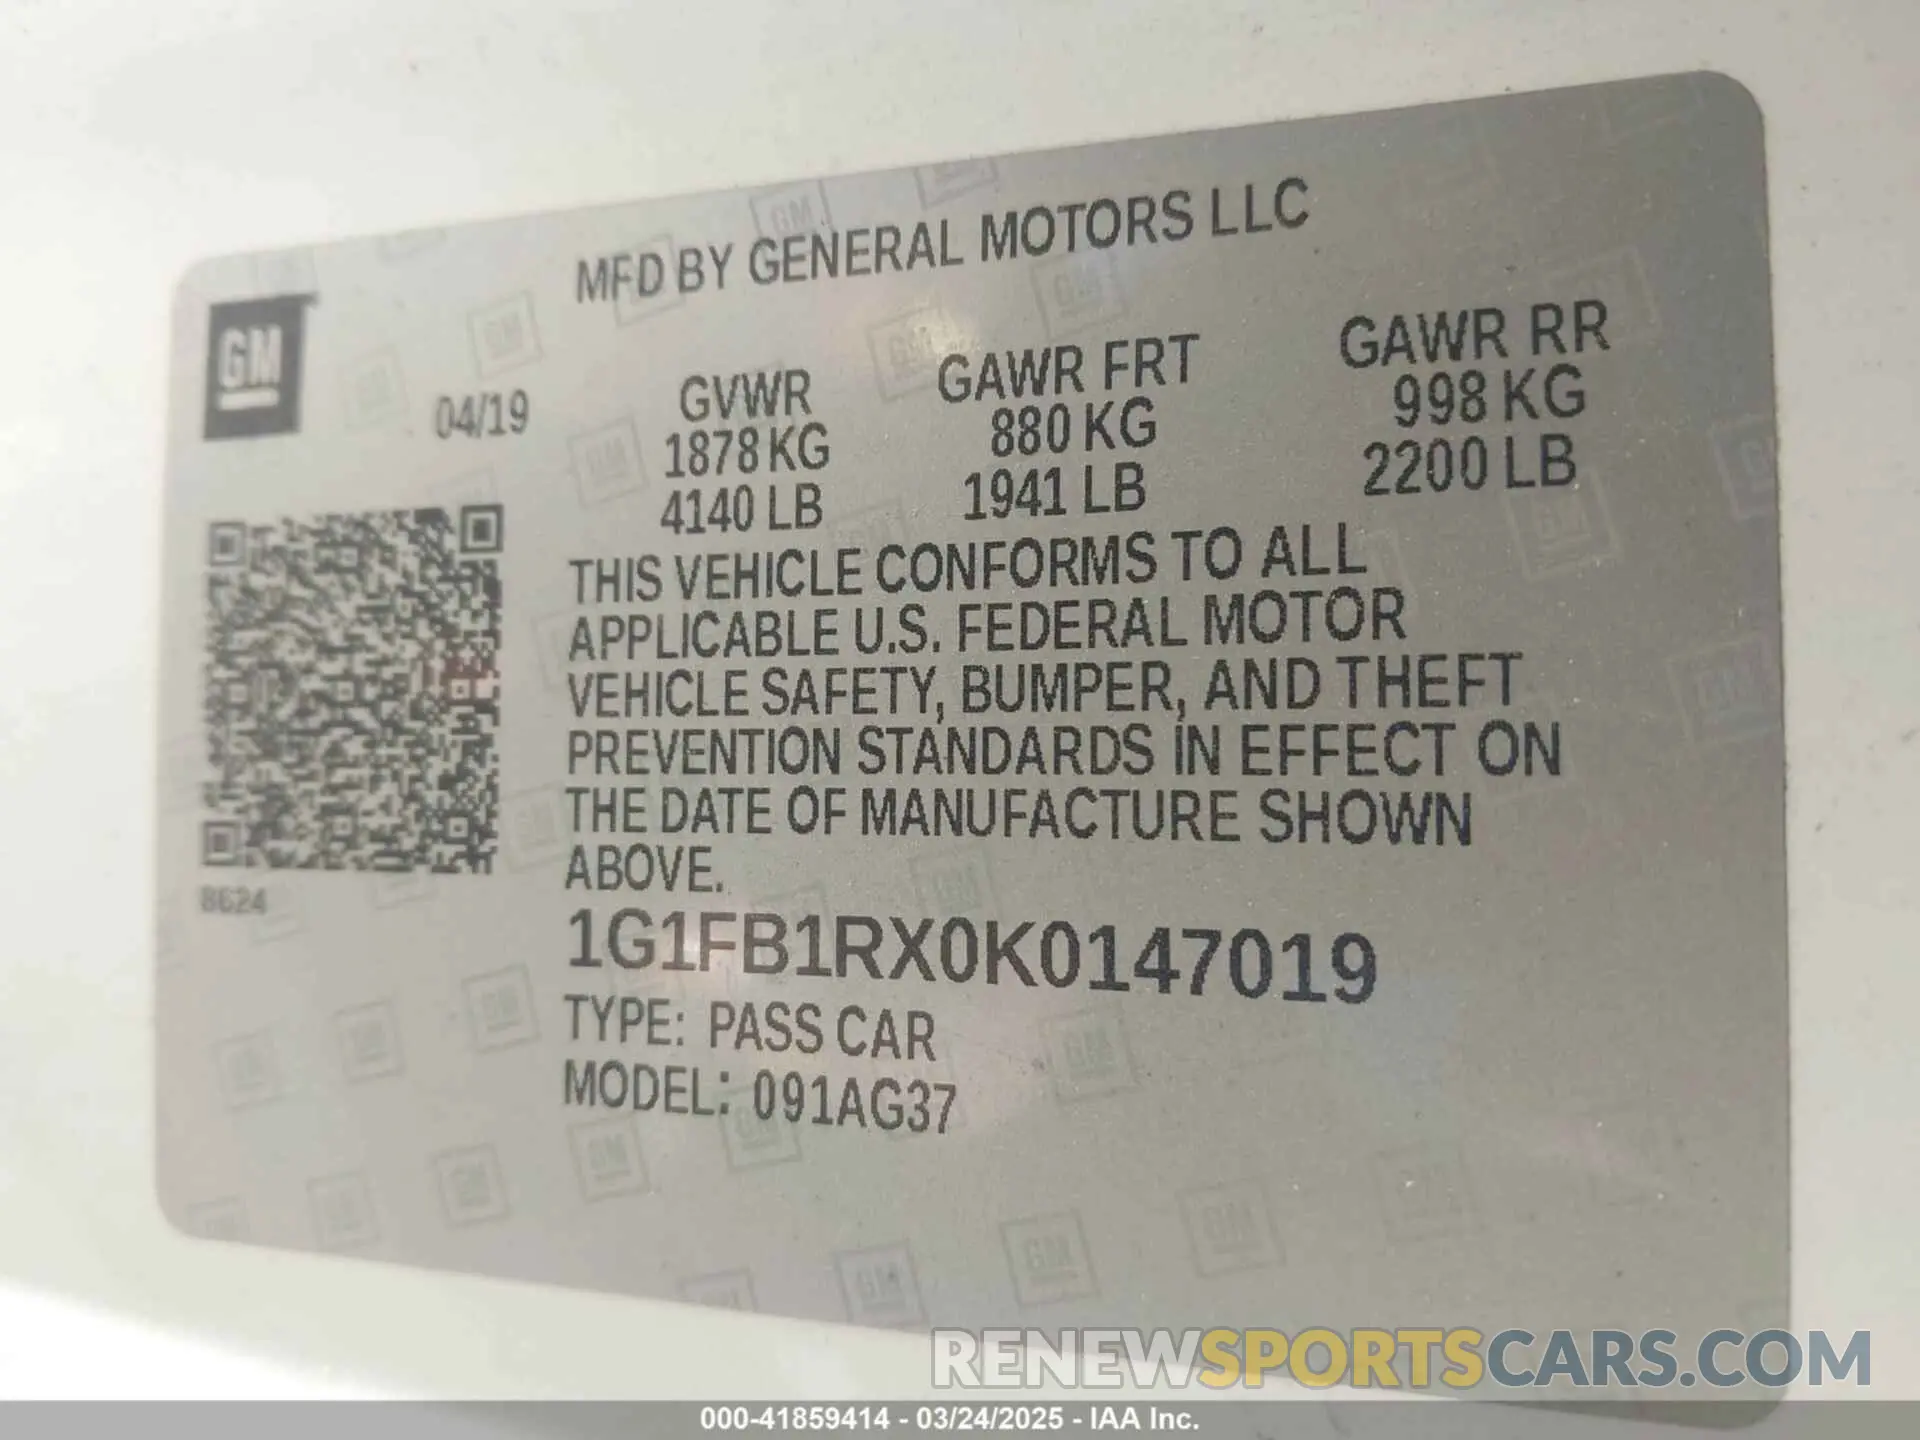 MFD BY GENERAL MOTORS LLC
GM
04/19
GVWR
1878 KG
4140 LB
GAWR FRT
880 KG
1941 LB
GAWR RR
998 KG
2200 LB
THIS VEHICLE CONFORMS TO ALL
APPLICABLE U.S. FEDERAL MOTOR
VEHICLE SAFETY, BUMPER, AND THEFT
PREVENTION STANDARDS IN EFFECT ON
THE DATE OF MANUFACTURE SHOWN
ABOVE.
8624
1G1FB1RX0K0147019
TYPE: PASS CAR
MODEL: 091AG37
RENEWSPORTSCARS.COM
000-41859414 - 03/24/2025 - IAA Inc.